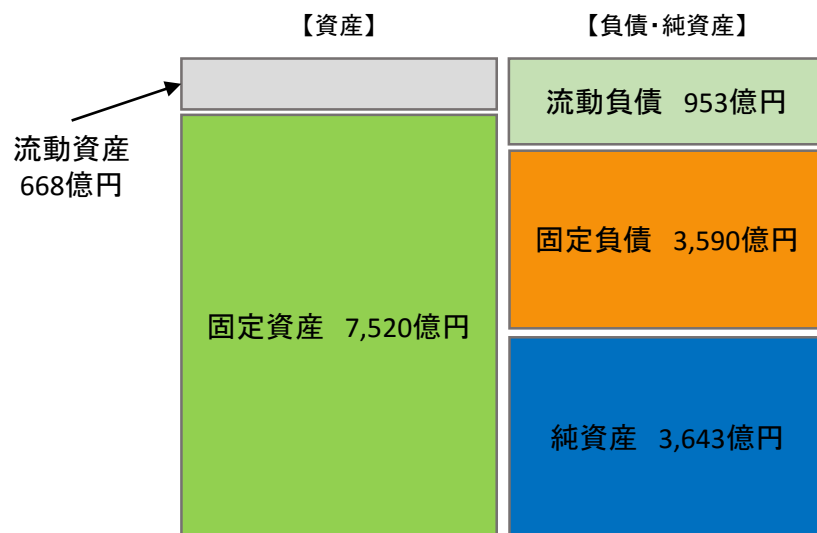 【資産】
【負債・純資産】
流動資産
668億円
固定資産 7,520億円
流動負債 953億円
固定負債 3,590億円
純資産 3,643億円